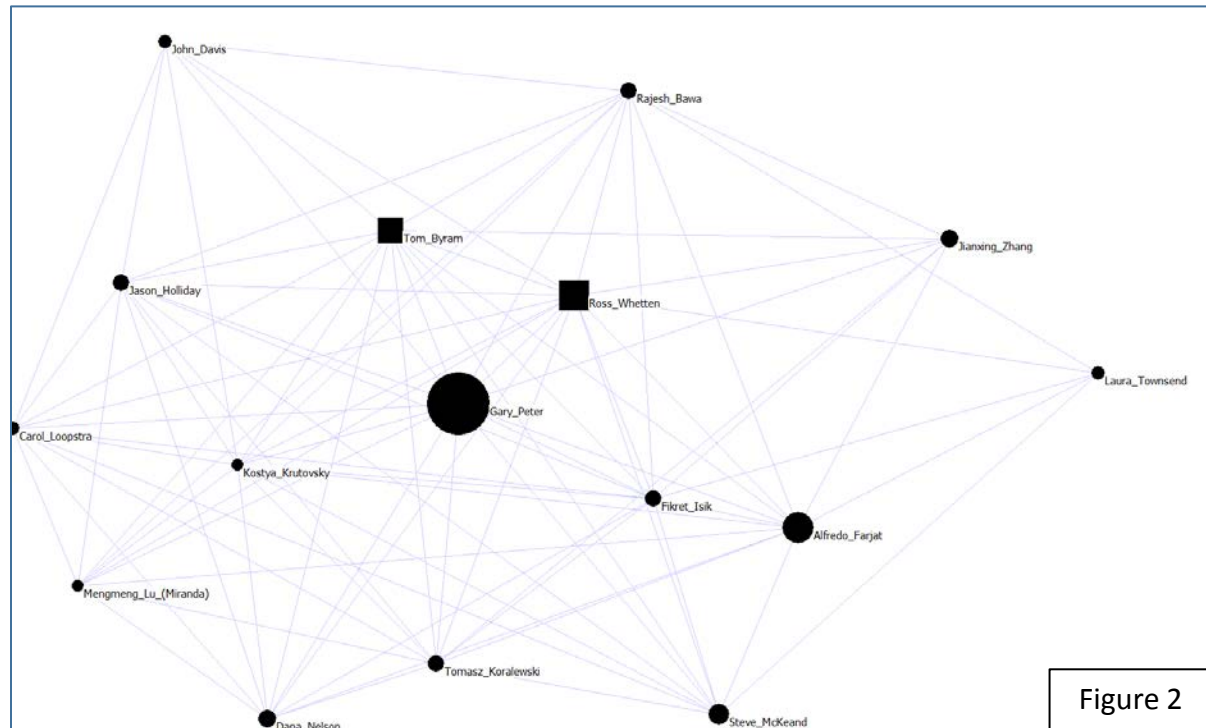 John_Davis
Rajesh_Bawa
Tom_Byram
Jianxing_Zhang
Jason_Holliday
Ross_Whetten
Laura_Townsend
Gary_Peter
Carol_Loopstra
Kostya_Krutovsky
Fikret_Isik
Alfredo_Farjat
Mengmeng_Lu_(Miranda)
Tomasz_Koralewski
Dana_Nelson
Steve_McKeand
Figure 2